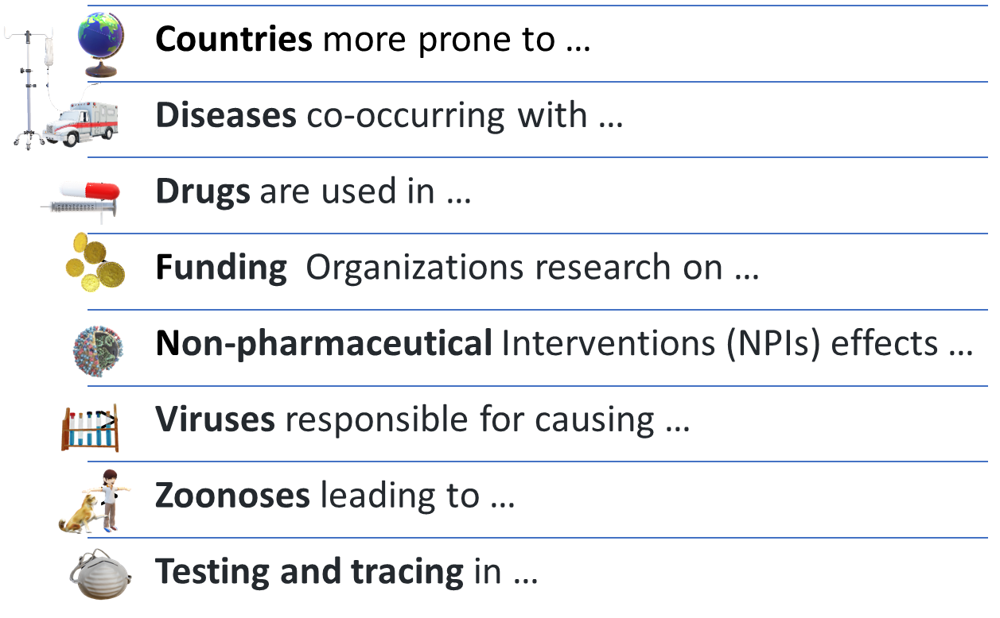 Countries more prone to …
Diseases co-occurring with …
Drugs are used in …
Funding  Organizations research on …
Non-pharmaceutical Interventions (NPIs) effects …
Viruses responsible for causing …
Zoonoses leading to …
Testing and tracing in …